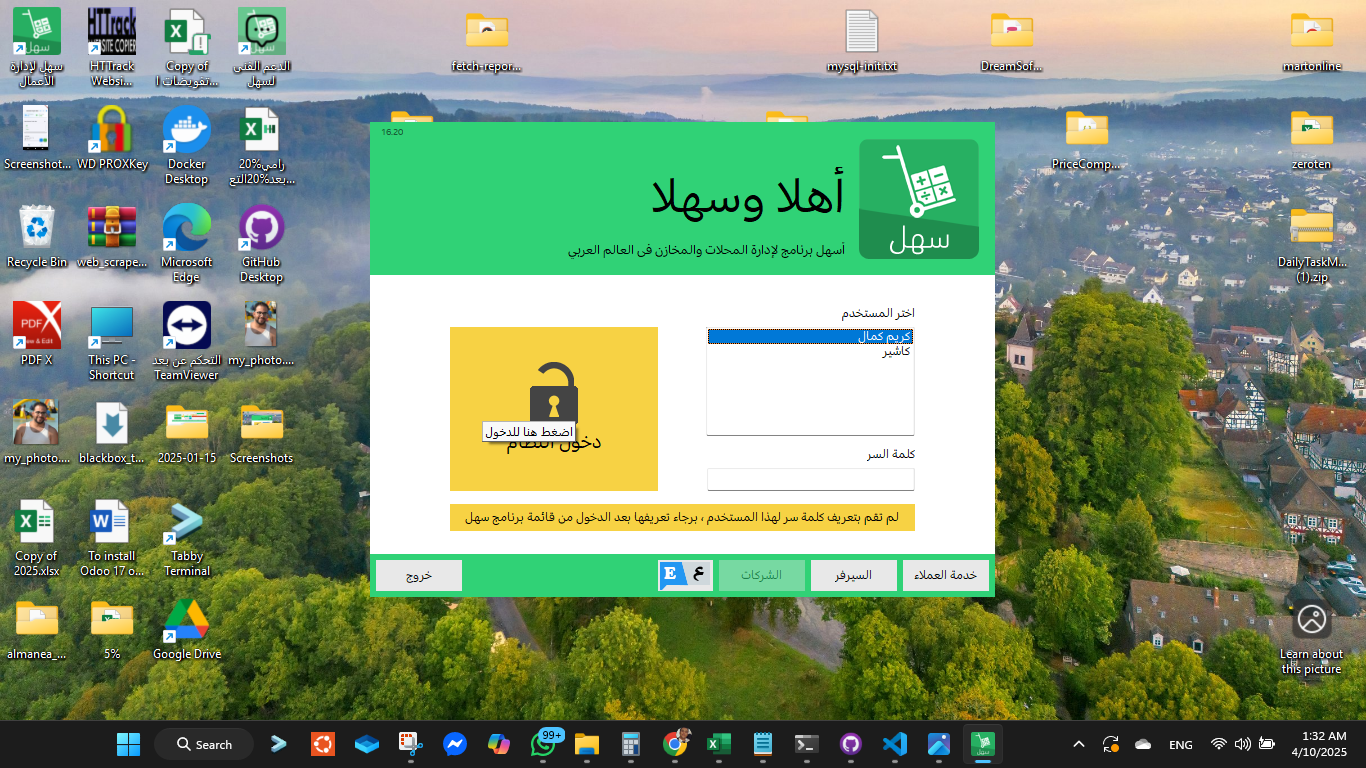 سهل لإدارة
الأعمال
HTTrack
Websi...
Copy of
تفويضات ا...
الدعم الفنى
لسهل
fetch-repor...
mysql-init.txt
DreamSof...
martonline
Screenshot...
WD PROXKey
Docker
Desktop
رامي%20
بعد%20التع...
PriceComp...
zeroten
Recycle Bin
web_scrape...
Microsoft
Edge
GitHub
Desktop
DailyTaskM...
(1).zip
PDF X
This PC -
Shortcut
التحكم عن بعد
TeamViewer
my_photo....
my_photo....
blackbox_t...
2025-01-15
Screenshots
Copy of
2025.xlsx
To install
Odoo 17 o...
Tabby
Terminal
almanea_...
5%
Google Drive
Learn about
this picture
16.20
أهلا وسهلا
أسهل برنامج لإدارة المحلات والمخازن فى العالم العربي
سهل
اختر المستخدم
كريم كمال
كاشير
اضغط هنا للدخول
دخول النظام
كلمة السر
لم تقم بتعريف كلمة سر لهذا المستخدم ، برجاء تعريفها بعد الدخول من قائمة برنامج سهل
خدمة العملاء
السيرفر
الشركات
E ع
خروج
Search
99+
ENG
1:32 AM
4/10/2025